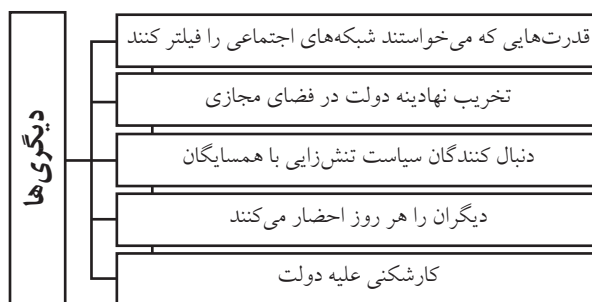 دیگری‌ها
قدرت‌هایی که می‌خواستند شبکه‌های اجتماعی را فیلتر کنند
تخریب نهادینه دولت در فضای مجازی
دنبال کنندگان سیاست تنش‌زایی با همسایگان
دیگران را هر روز احضار می‌کنند
کارشکنی علیه دولت